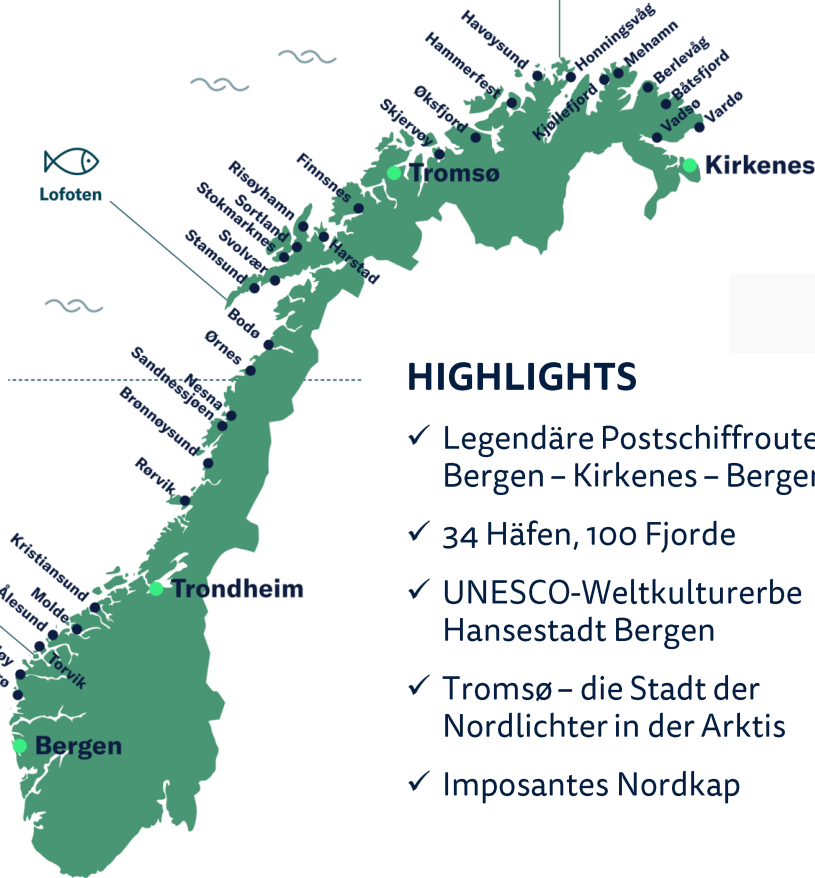 Havøysund
Honningsvåg
Hammerfest
Mehamn
Kjøllefjord
Berlevåg
Båtsfjord
Øksfjord
Vadsø
Vardø
Skjervøy
Lofoten
Finnsnes
Tromsø
Kirkenes
Risøyhamn
Sortland
Stokmarknes
Harstad
Svolvær
Stamsund
Bodø
Ørnes
Nesna
Sandnessjøen
Brønnøysund
Rørvik
HIGHLIGHTS
✓ Legendäre Postschiffroute
Bergen – Kirkenes – Bergen
✓ 34 Häfen, 100 Fjorde
✓ UNESCO-Weltkulturerbe
Hansestadt Bergen
✓ Tromsø – die Stadt der
Nordlichter in der Arktis
✓ Imposantes Nordkap
Kristiansund
Trondheim
Molde
Ålesund
Torvik
Bergen